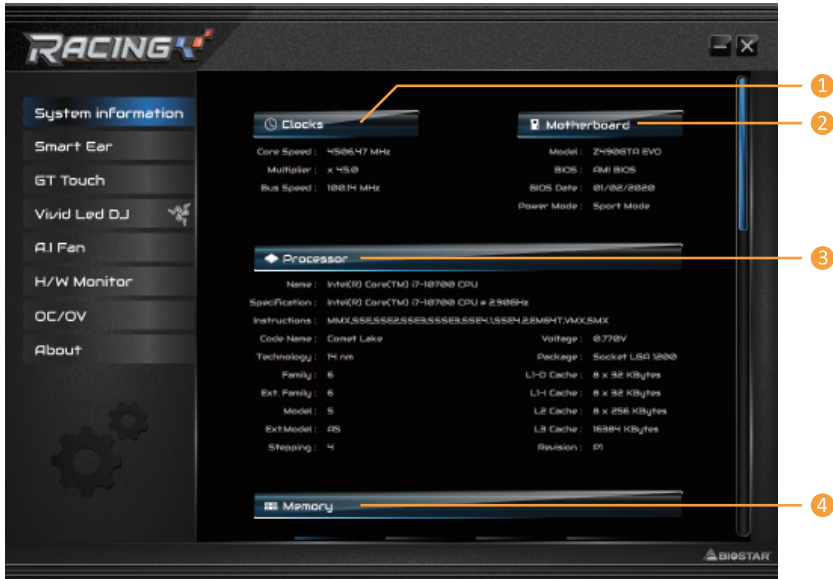 RACING
System information
Smart Ear
GT Touch
Vivid Led DJ
A.I Fan
H/W Monitor
OC/OV
About
Clocks 1
Core Speed : 4506.47 MHz
Multiplier : x 45.0
Bus Speed : 100.14 MHz
Motherboard 2
Model : Z490GTA EVO
BIOS : AMI BIOS
BIOS Date : 01/02/2020
Power Mode : Sport Mode
Processor 3
Name : Intel(R) Core(TM) i7-10700 CPU
Specification : Intel(R) Core(TM) i7-10700 CPU @ 2.90GHz
Instructions : MMX,SSE,SSE2,SSE3,SSSE3,SSE4.1,SSE4.2,EM64T,VMX,SMX
Code Name : Comet Lake
Technology : 14 nm
Family : 6
Ext. Family : 6
Model : 5
Ext.Model : A5
Stepping : 4
Voltage : 0.770V
Package : Socket LGA 1200
L1-D Cache : 8 x 32 KBytes
L1-I Cache : 8 x 32 KBytes
L2 Cache : 8 x 256 KBytes
L3 Cache : 16384 KBytes
Revision : P1
Memory 4
BIOSTAR